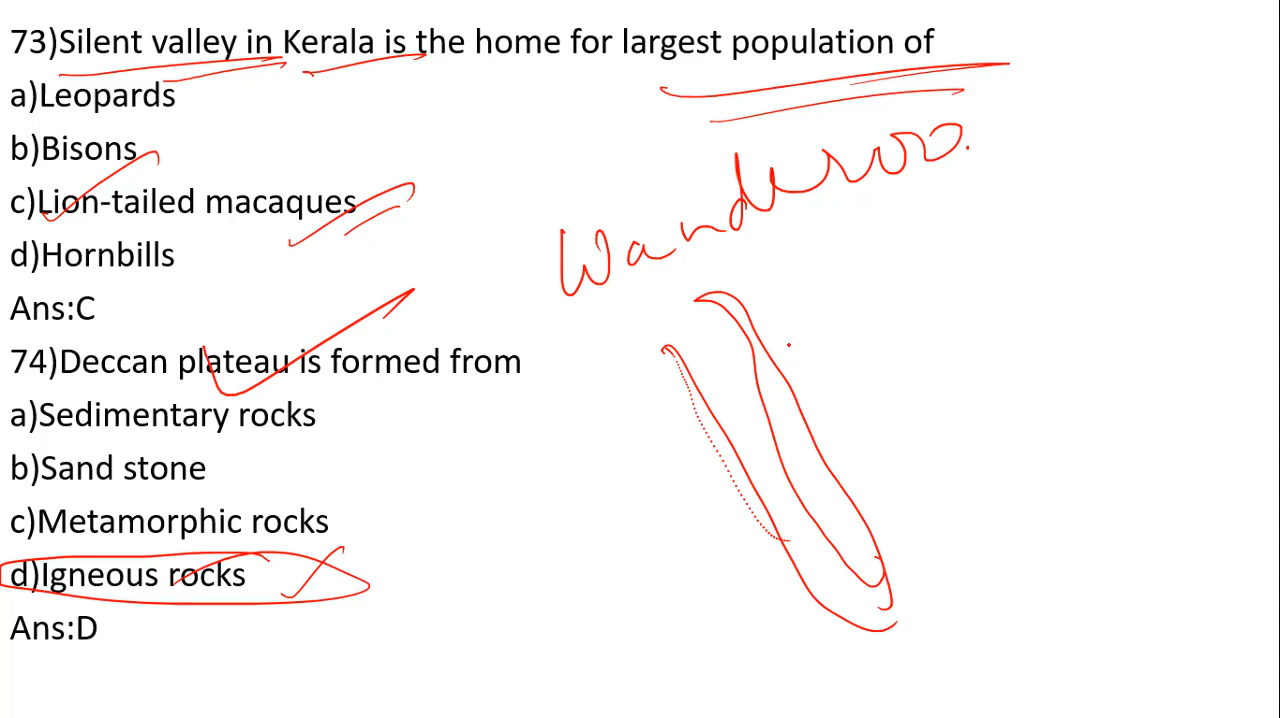 73)Silent valley in Kerala is the home for largest population of
a)Leopards
b)Bisons
c)Lion-tailed macaques
d)Hornbills
Ans:C
Wanderoo.
74)Deccan plateau is formed from
a)Sedimentary rocks
b)Sand stone
c)Metamorphic rocks
d)Igneous rocks
Ans:D